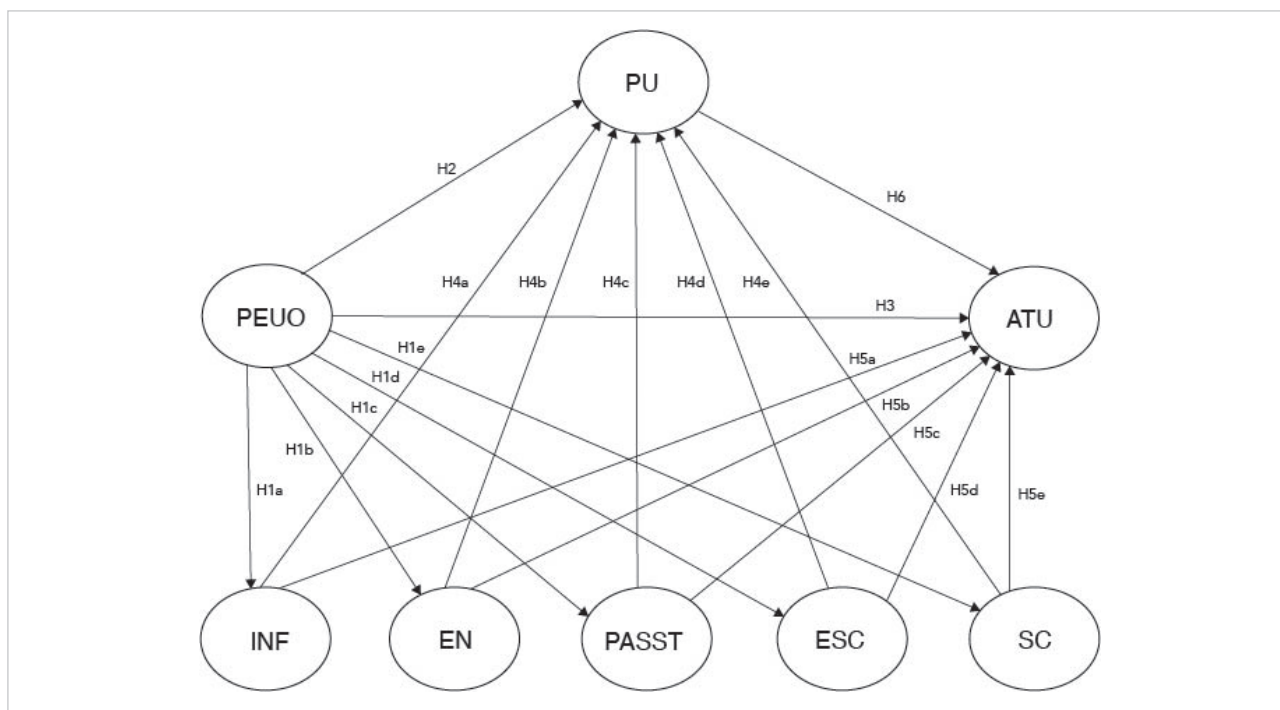 PU
H2
H6
H4a
H4b
H4c
H4d
H4e
PEUO
H3
ATU
H1e
H1d
H1c
H1b
H1a
H5a
H5b
H5c
H5d
H5e
INF
EN
PASST
ESC
SC